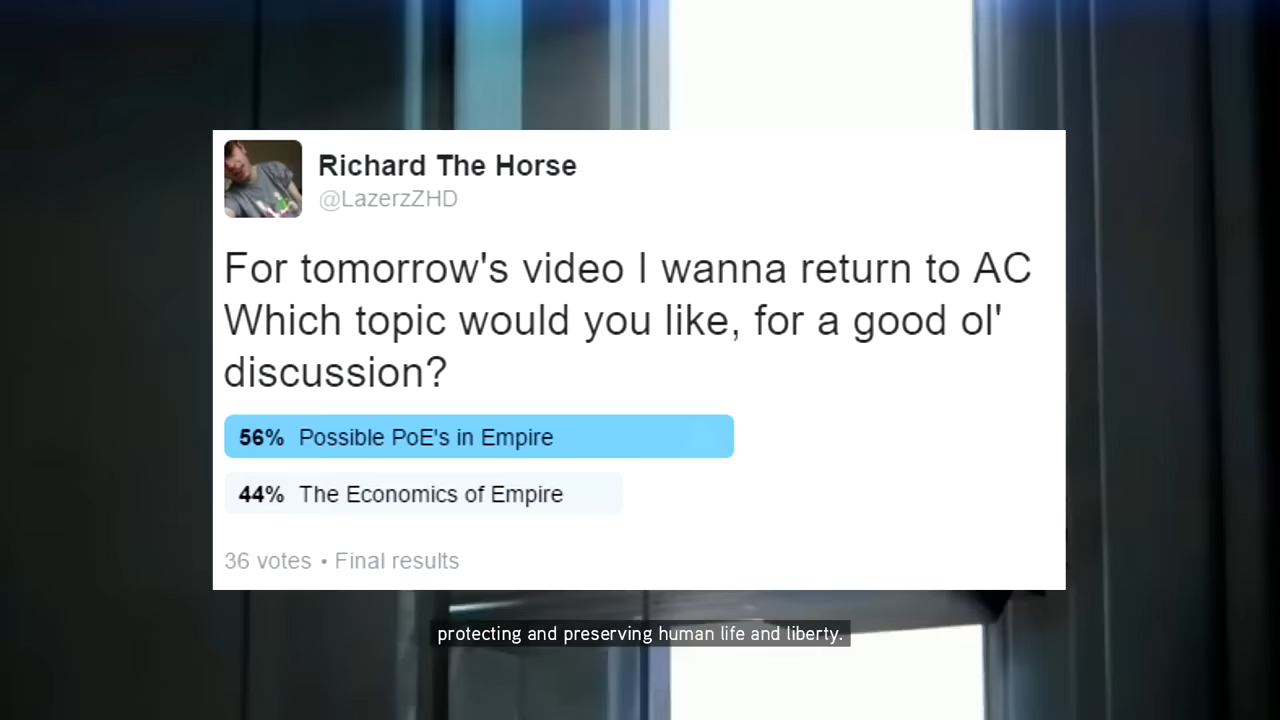 Richard The Horse
@LazerzZHD
For tomorrow's video I wanna return to AC
Which topic would you like, for a good ol'
discussion?
56% Possible PoE's in Empire
44% The Economics of Empire
36 votes • Final results
protecting and preserving human life and liberty.